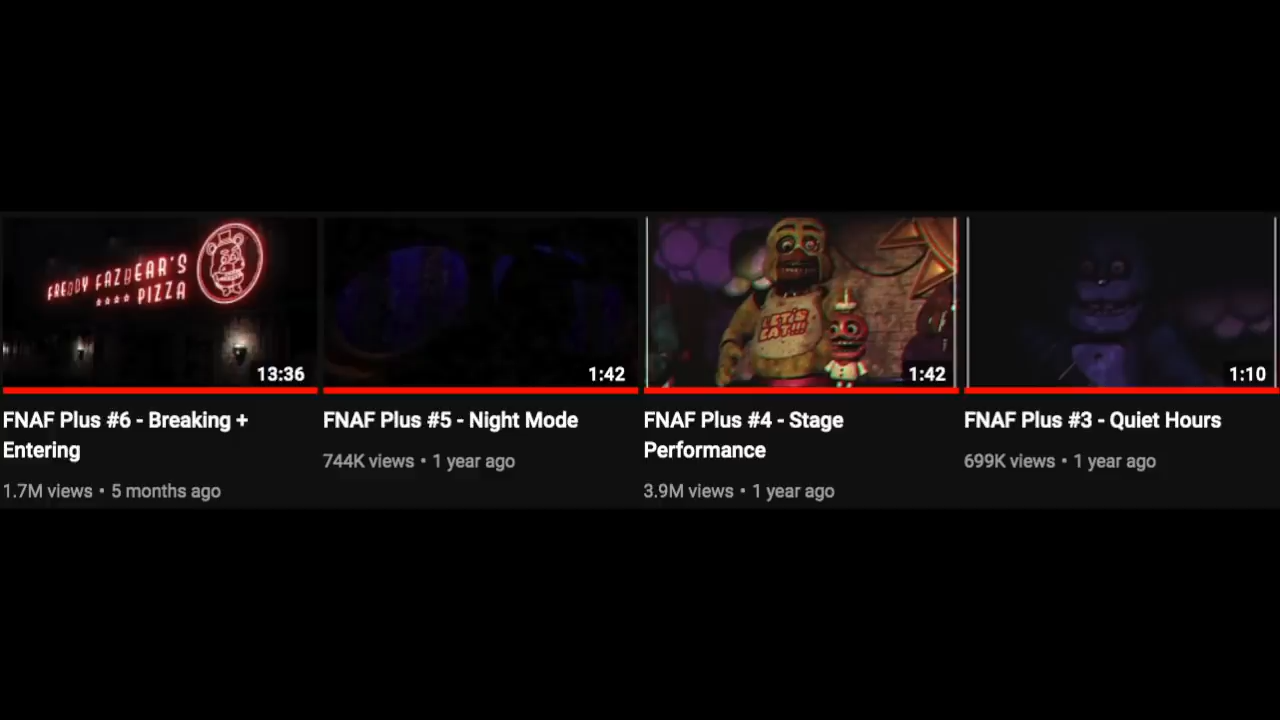 FREDDY FAZBEAR'S
PIZZA
13:36
1:42
LET'S
EAT!!!
1:42
1:10
FNAF Plus #6 - Breaking +
Entering
1.7M views • 5 months ago
FNAF Plus #5 - Night Mode
744K views • 1 year ago
FNAF Plus #4 - Stage
Performance
3.9M views • 1 year ago
FNAF Plus #3 - Quiet Hours
699K views • 1 year ago